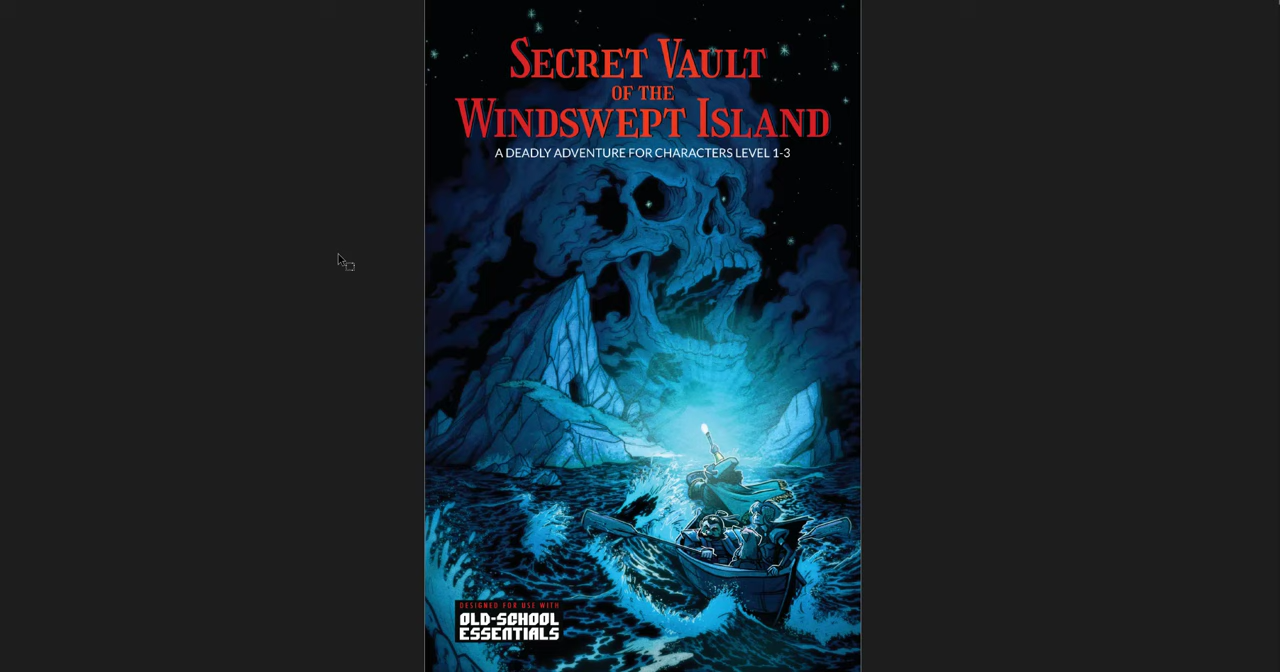 SECRET VAULT
OF THE
WINDSWEPT ISLAND
A DEADLY ADVENTURE FOR CHARACTERS LEVEL 1-3
DESIGNED FOR USE WITH
OLD-SCHOOL
ESSENTIALS